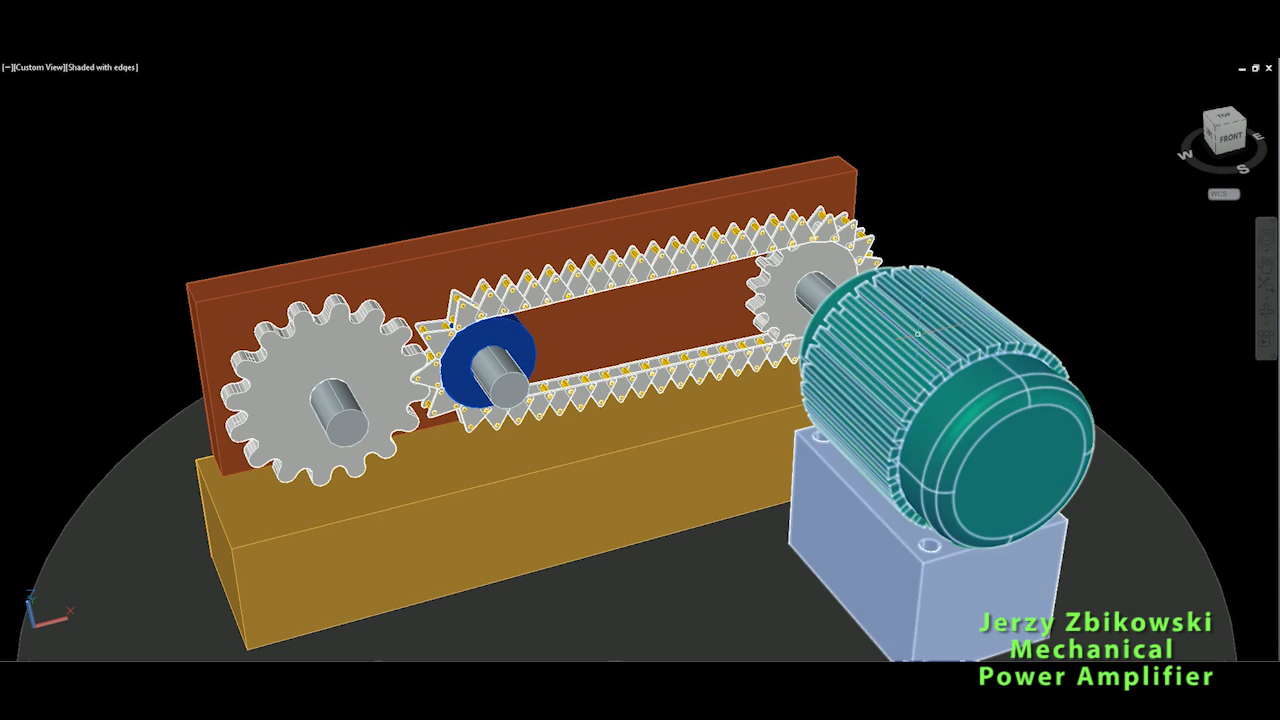 [−][Custom View][Shaded with edges]
TOP
FRONT
W
E
S
WCS
Jerzy Zbikowski
Mechanical
Power Amplifier